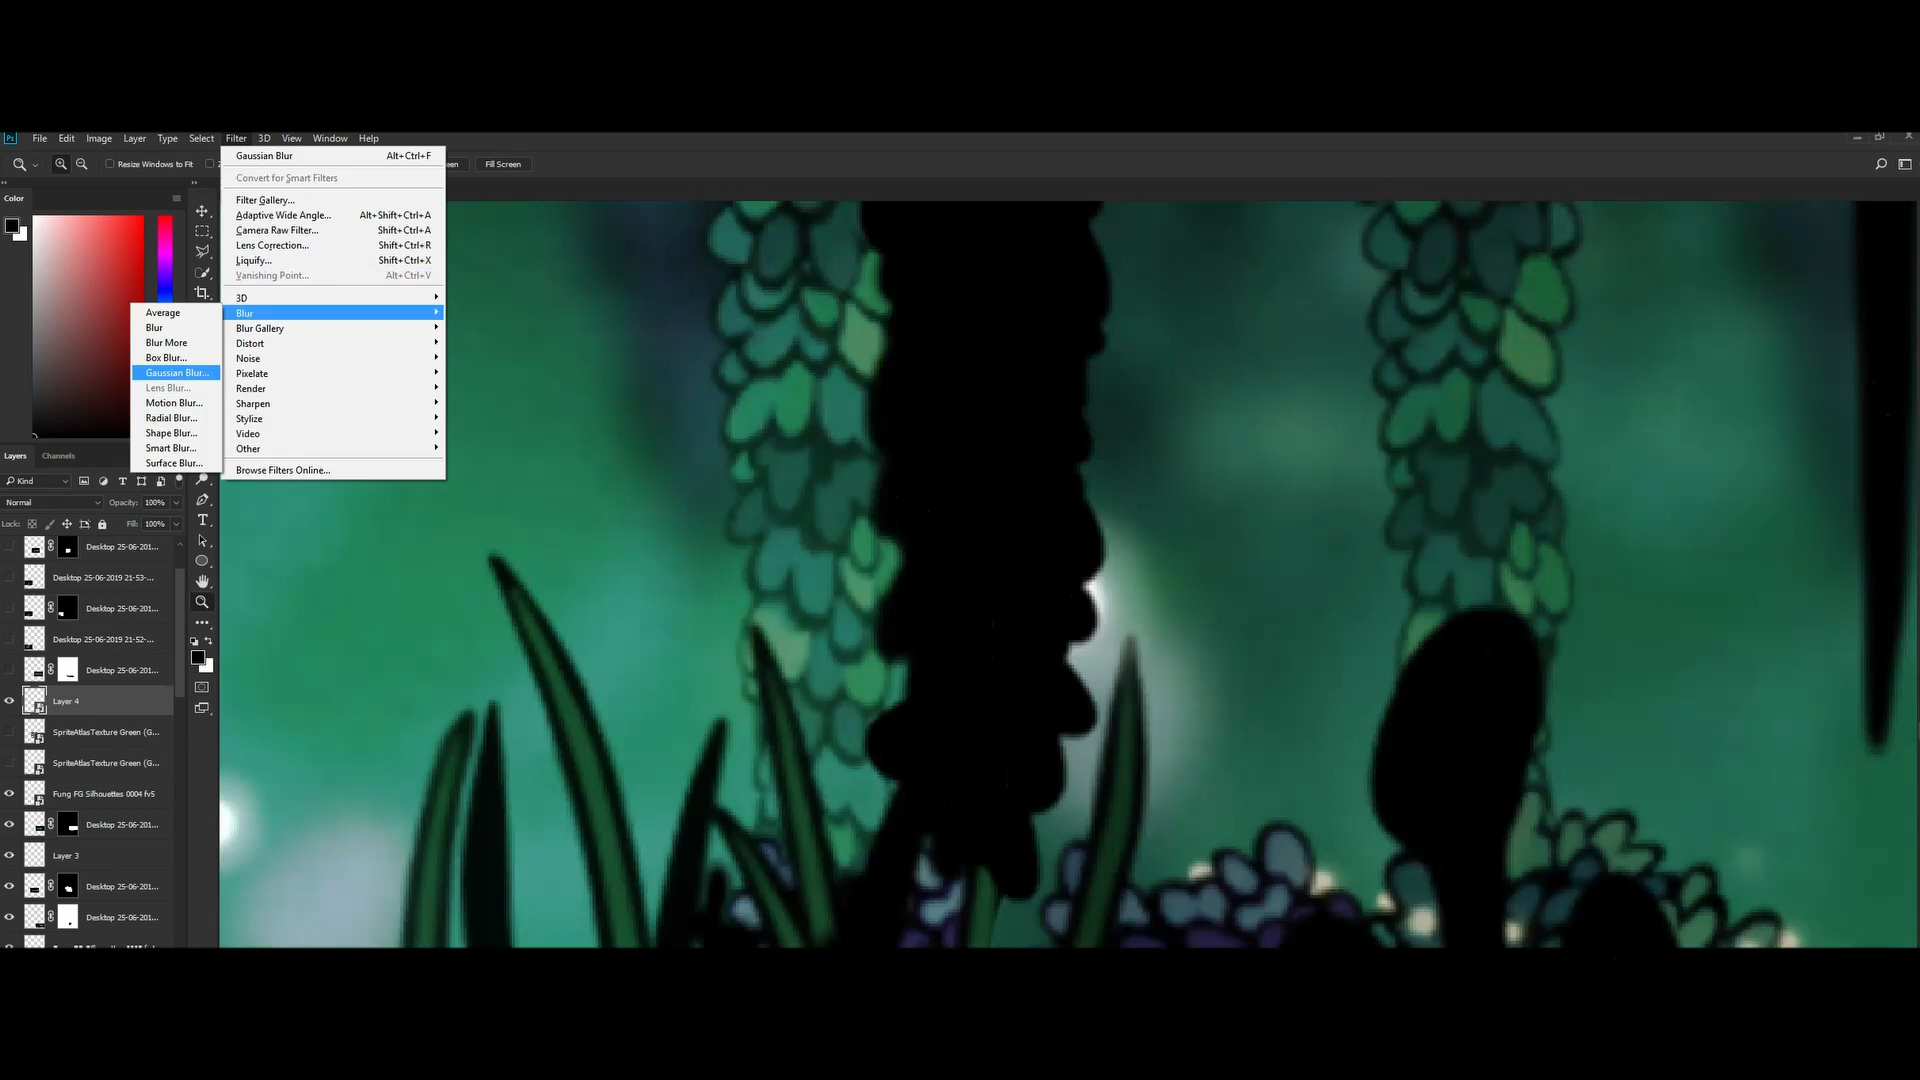 Ps File Edit Image Layer Type Select Filter 3D View Window Help
Resize Windows to Fit
Fill Screen
Gaussian Blur Alt+Ctrl+F
Convert for Smart Filters
Filter Gallery...
Adaptive Wide Angle... Alt+Shift+Ctrl+A
Camera Raw Filter... Shift+Ctrl+A
Lens Correction... Shift+Ctrl+R
Liquify... Shift+Ctrl+X
Vanishing Point... Alt+Ctrl+V
3D
Blur
Blur Gallery
Distort
Noise
Pixelate
Render
Sharpen
Stylize
Video
Other
Browse Filters Online...
Average
Blur
Blur More
Box Blur...
Gaussian Blur...
Lens Blur...
Motion Blur...
Radial Blur...
Shape Blur...
Smart Blur...
Surface Blur...
Color
Layers Channels
Kind
Normal Opacity: 100%
Lock: Fill: 100%
Desktop 25-06-201...
Desktop 25-06-2019 21-53-...
Desktop 25-06-201...
Desktop 25-06-2019 21-52-...
Desktop 25-06-201...
Layer 4
SpriteAtlasTexture Green (G...
SpriteAtlasTexture Green (G...
Fung FG Silhouettes 0004 fv5
Desktop 25-06-201...
Layer 3
Desktop 25-06-201...
Desktop 25-06-201...